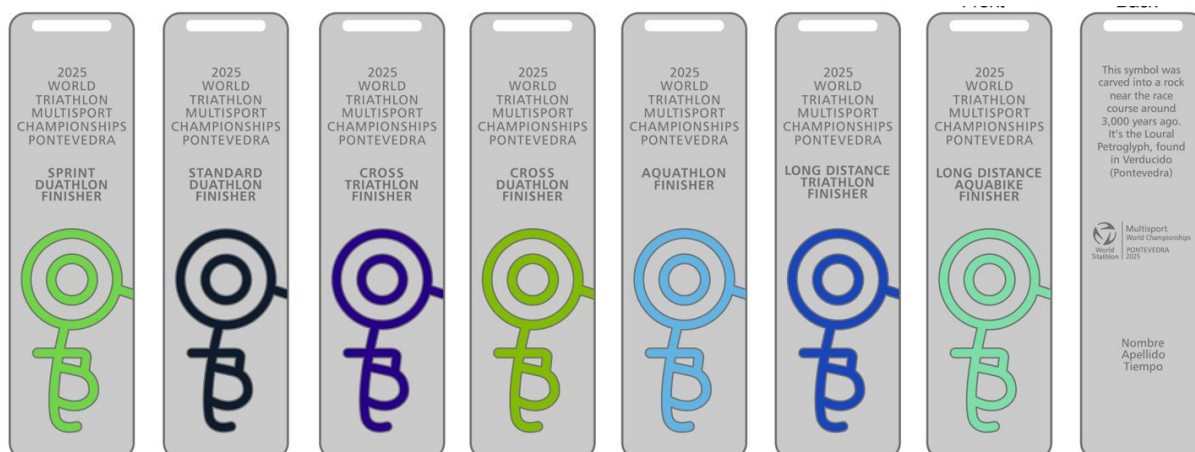 2025
WORLD
TRIATHLON
MULTISPORT
CHAMPIONSHIPS
PONTEVEDRA
SPRINT
DUATHLON
FINISHER
2025
WORLD
TRIATHLON
MULTISPORT
CHAMPIONSHIPS
PONTEVEDRA
STANDARD
DUATHLON
FINISHER
2025
WORLD
TRIATHLON
MULTISPORT
CHAMPIONSHIPS
PONTEVEDRA
CROSS
TRIATHLON
FINISHER
2025
WORLD
TRIATHLON
MULTISPORT
CHAMPIONSHIPS
PONTEVEDRA
CROSS
DUATHLON
FINISHER
2025
WORLD
TRIATHLON
MULTISPORT
CHAMPIONSHIPS
PONTEVEDRA
AQUATHLON
FINISHER
2025
WORLD
TRIATHLON
MULTISPORT
CHAMPIONSHIPS
PONTEVEDRA
LONG DISTANCE
TRIATHLON
FINISHER
2025
WORLD
TRIATHLON
MULTISPORT
CHAMPIONSHIPS
PONTEVEDRA
LONG DISTANCE
AQUABIKE
FINISHER
This symbol was
carved into a rock
near the race
course around
3,000 years ago.
It's the Loural
Petroglyph, found
in Verducido
(Pontevedra)
World
Triathlon
Multisport
World Championships
PONTEVEDRA
2025
Nombre
Apellido
Tiempo